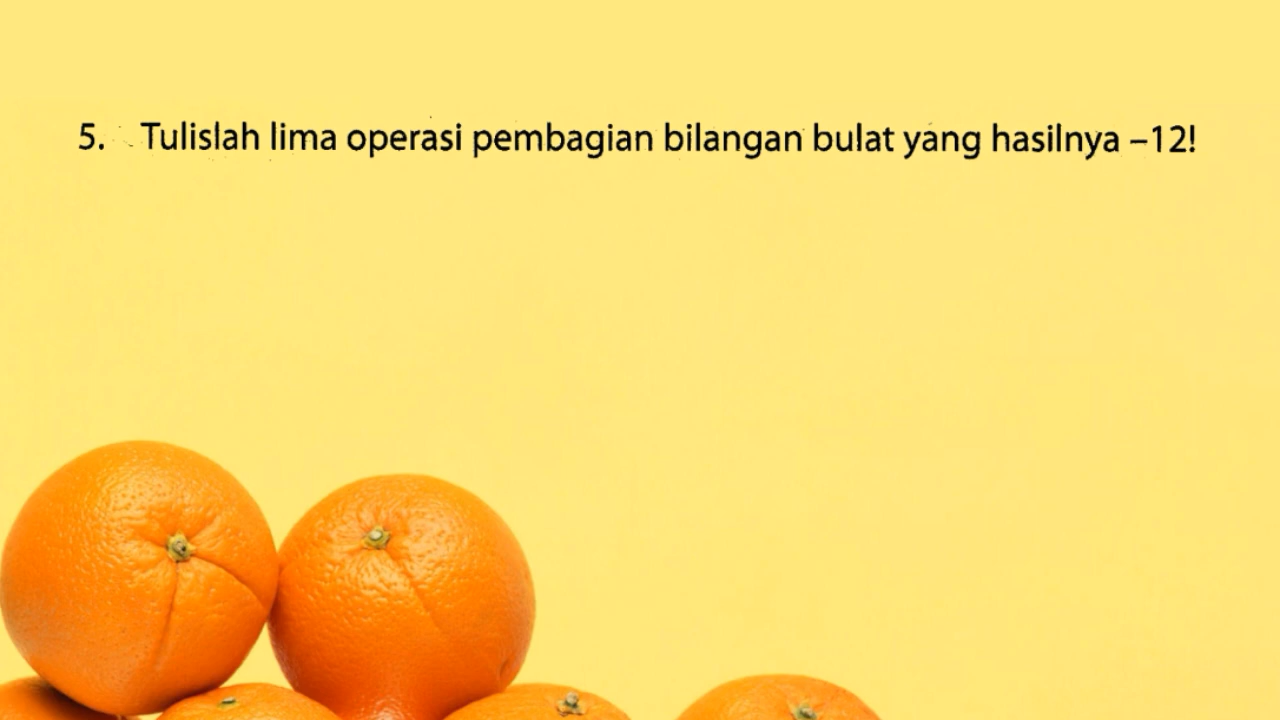 5. Tulislah lima operasi pembagian bilangan bulat yang hasilnya –12!